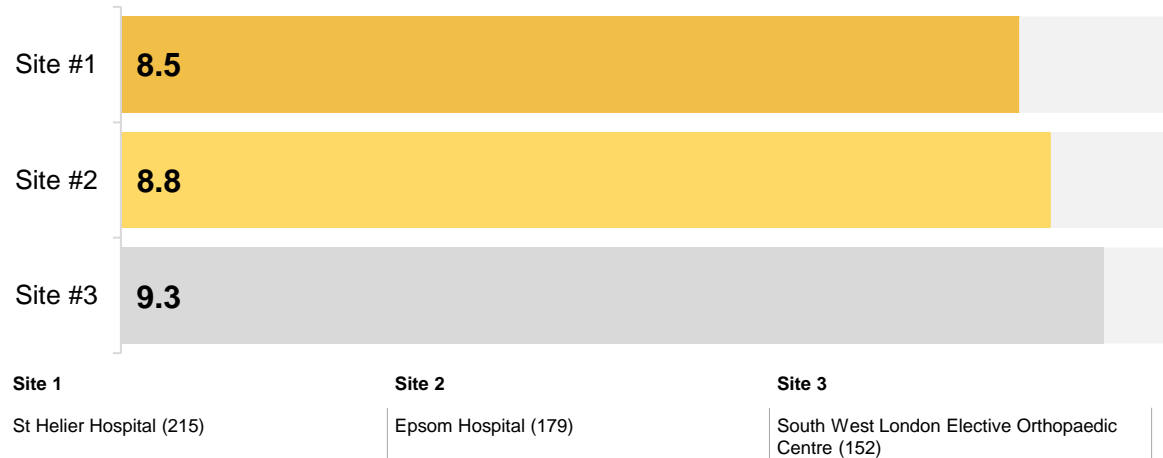 Site #1
8.5
Site #2
8.8
Site #3
9.3
Site 1
St Helier Hospital (215)
Site 2
Epsom Hospital (179)
Site 3
South West London Elective Orthopaedic
Centre (152)